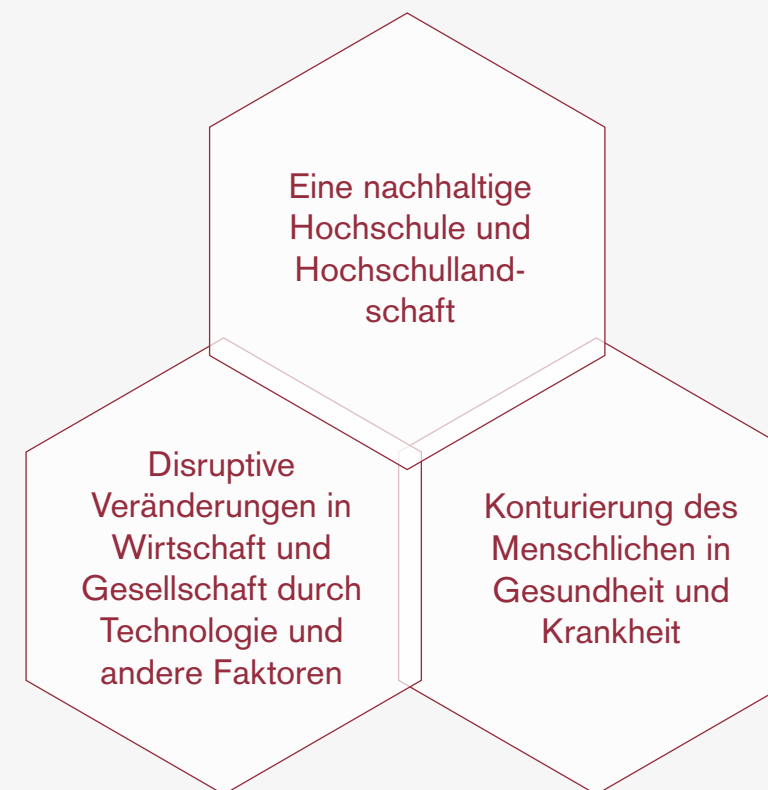 Eine nachhaltige
Hochschule und
Hochschulland-
schaft
Disruptive
Veränderungen in
Wirtschaft und
Gesellschaft durch
Technologie und
andere Faktoren
Konturierung des
Menschlichen in
Gesundheit und
Krankheit